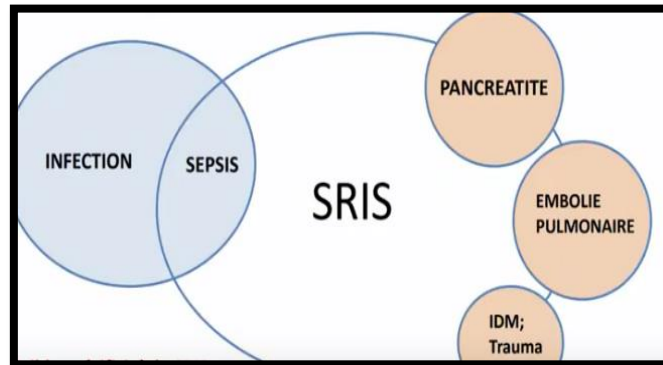 PANCREATITE
INFECTION
SEPSIS
SRIS
EMBOLIE
PULMONAIRE
IDM;
Trauma